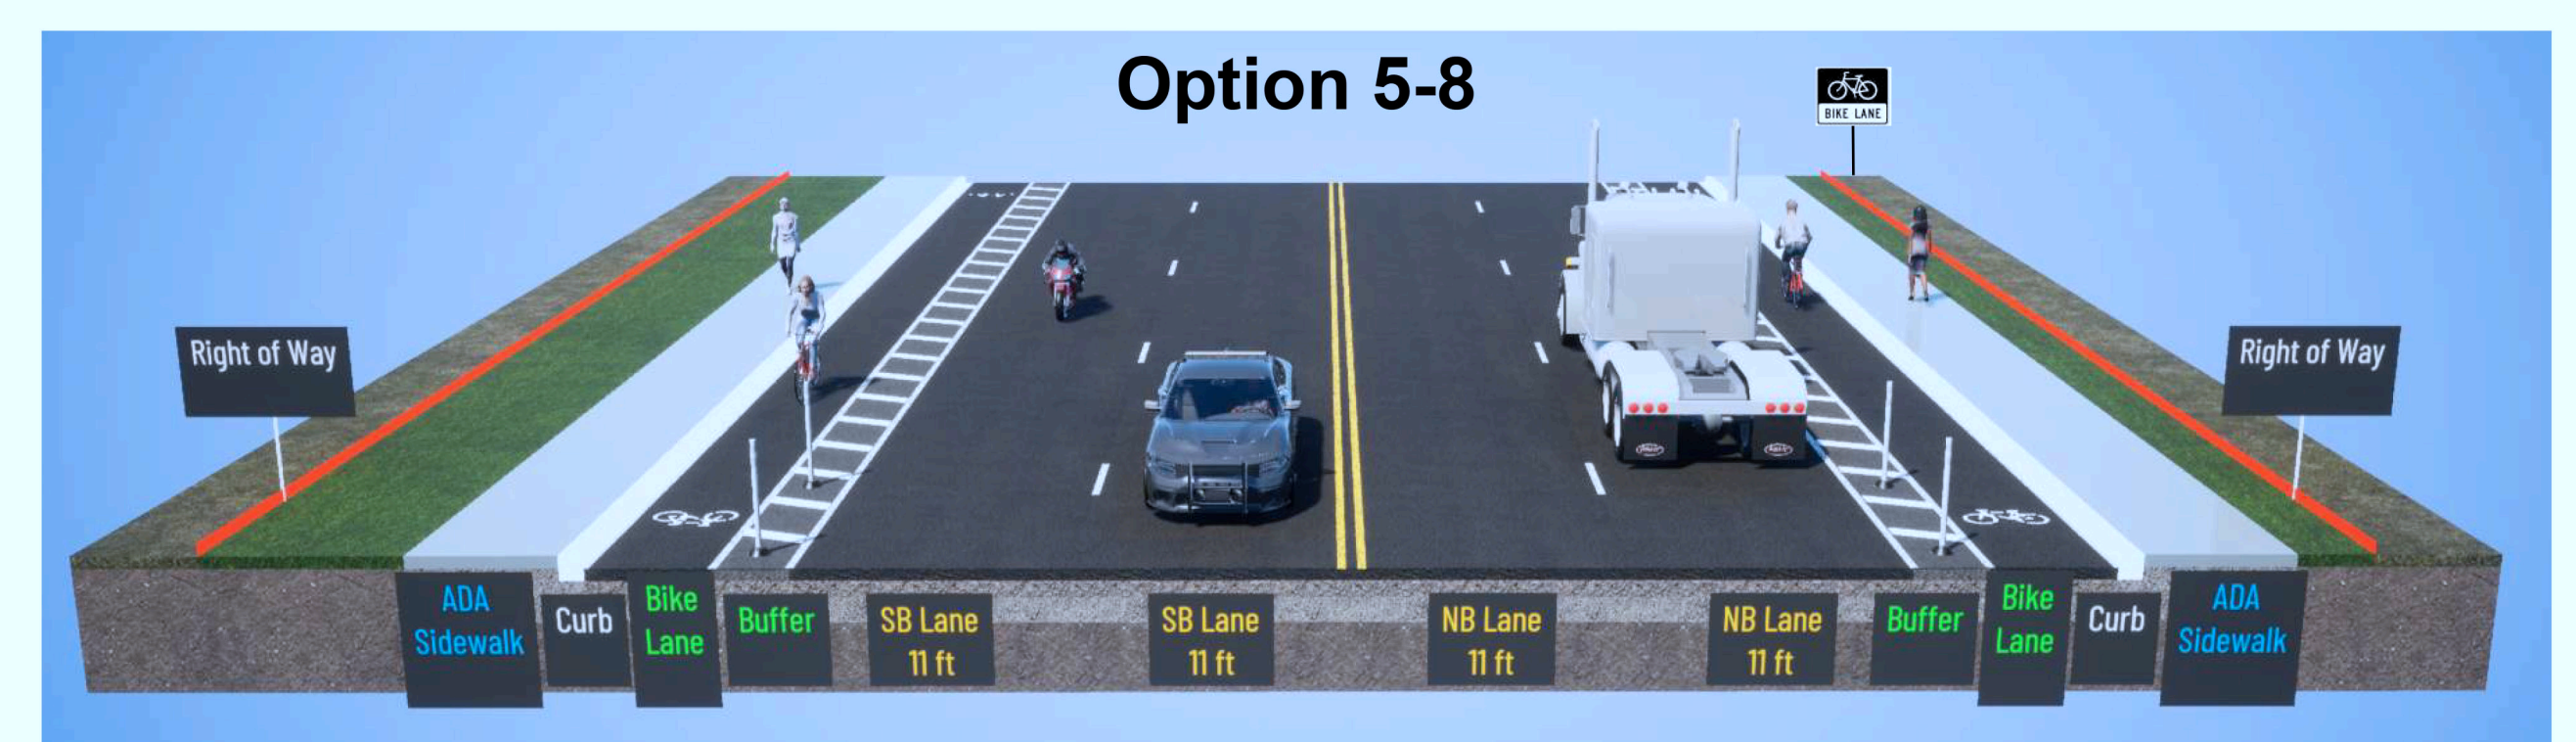 Option 5-8
BIKE LANE
Right of Way
Right of Way
ADA
Sidewalk
Curb
Bike
Lane
Buffer
SB Lane
11 ft
SB Lane
11 ft
NB Lane
11 ft
NB Lane
11 ft
Buffer
Bike
Lane
Curb
ADA
Sidewalk